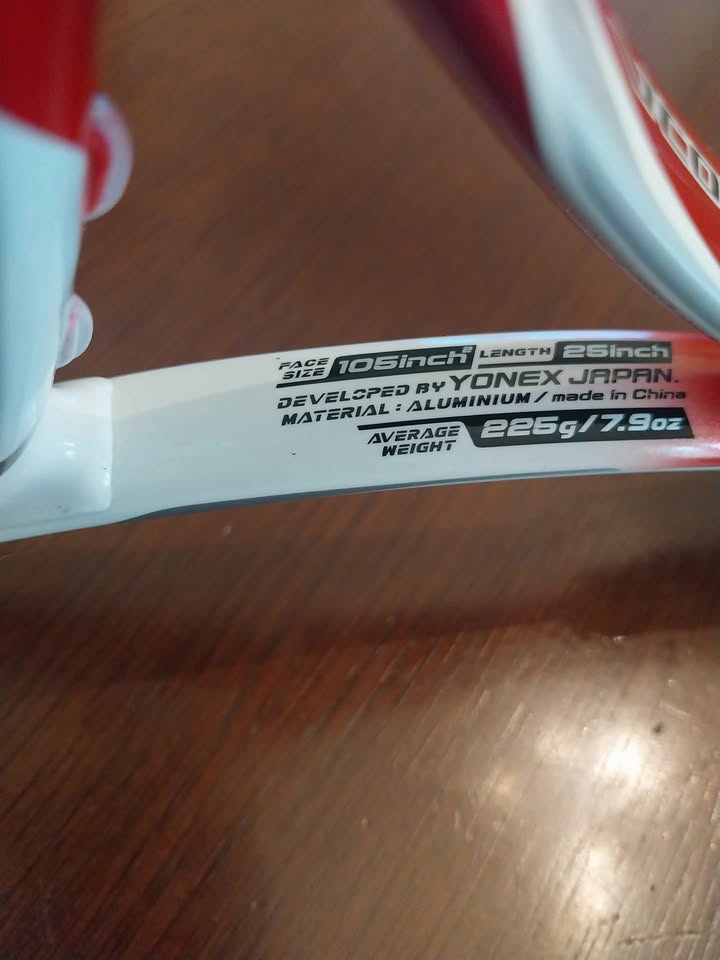 FACE SIZE 105inch² LENGTH 25inch
DEVELOPED BY YONEX JAPAN.
MATERIAL : ALUMINIUM / made in China
AVERAGE WEIGHT 225g/7.9oz